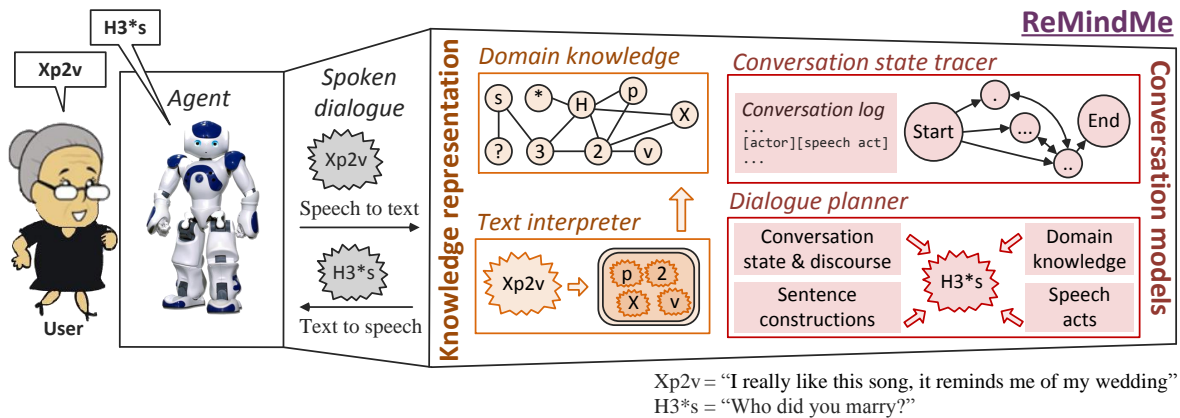 ReMindMe
H3*s
Xp2v
Agent
User
Spoken
dialogue
Xp2v
Speech to text
H3*s
Text to speech
Knowledge representation
Domain knowledge
s
*
H
p
X
?
3
2
v
Text interpreter
Xp2v
p
2
X
v
Conversation state tracer
Conversation log
...
[actor][speech act]
...
Start
.
...
..
End
Dialogue planner
Conversation
state & discourse
Sentence
constructions
H3*s
Domain
knowledge
Speech
acts
Conversation models
Xp2v = “I really like this song, it reminds me of my wedding”
H3*s = “Who did you marry?”